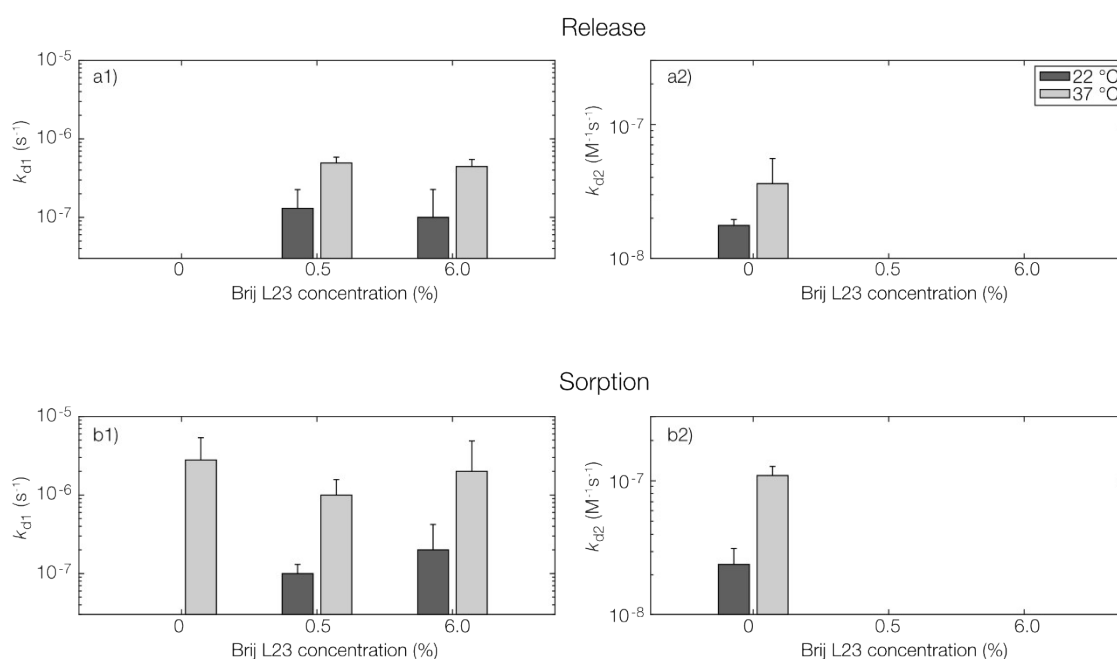 Release
a1)
10⁻⁵
10⁻⁶
10⁻⁷
k_d1 (s⁻¹)
0 0.5 6.0
Brij L23 concentration (%)
a2)
22 °C
37 °C
10⁻⁷
10⁻⁸
k_d2 (M⁻¹s⁻¹)
0 0.5 6.0
Brij L23 concentration (%)
Sorption
b1)
10⁻⁵
10⁻⁶
10⁻⁷
k_d1 (s⁻¹)
0 0.5 6.0
Brij L23 concentration (%)
b2)
10⁻⁷
10⁻⁸
k_d2 (M⁻¹s⁻¹)
0 0.5 6.0
Brij L23 concentration (%)